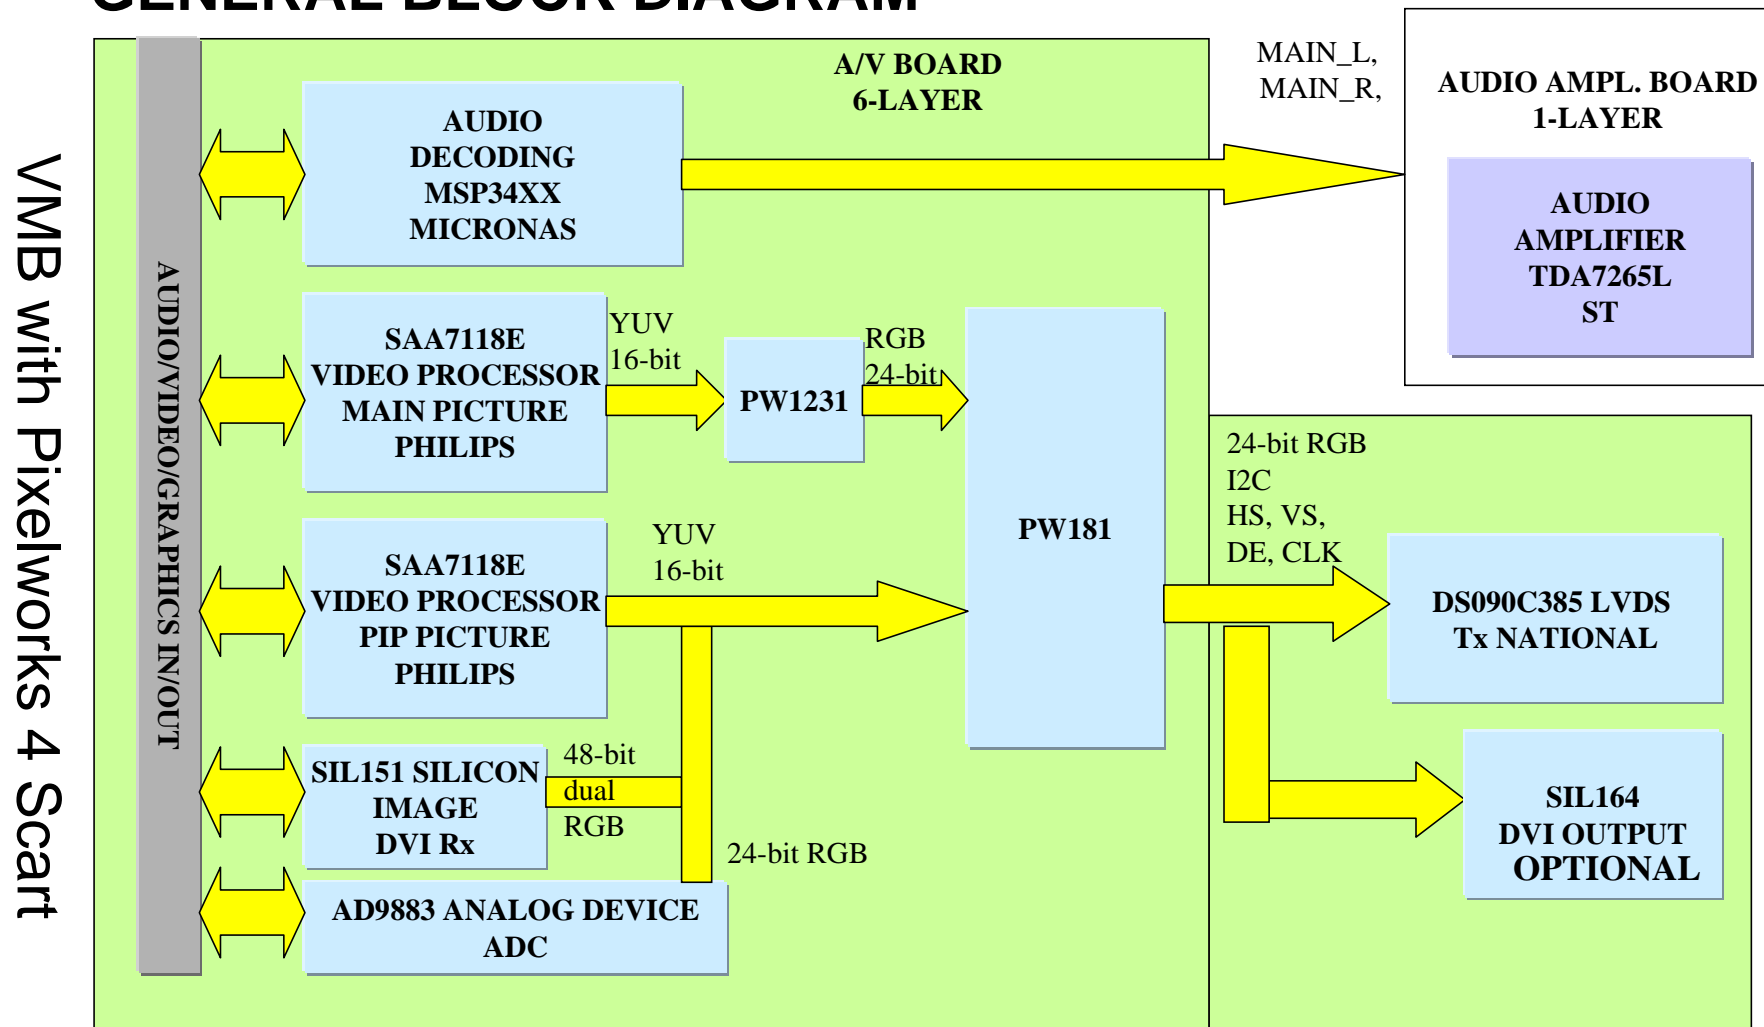 GENERAL BLOCK DIAGRAM
VMB with Pixelworks 4 Scart
AUDIO/VIDEO/GRAPHICS IN/OUT
A/V BOARD
6-LAYER
AUDIO
DECODING
MSP34XX
MICRONAS
MAIN_L,
MAIN_R,
AUDIO AMPL. BOARD
1-LAYER
AUDIO
AMPLIFIER
TDA7265L
ST
SAA7118E
VIDEO PROCESSOR
MAIN PICTURE
PHILIPS
YUV
16-bit
PW1231
RGB
24-bit
PW181
SAA7118E
VIDEO PROCESSOR
PIP PICTURE
PHILIPS
YUV
16-bit
24-bit RGB
I2C
HS, VS,
DE, CLK
DS090C385 LVDS
Tx NATIONAL
SIL151 SILICON
IMAGE
DVI Rx
48-bit
dual
RGB
24-bit RGB
SIL164
DVI OUTPUT
OPTIONAL
AD9883 ANALOG DEVICE
ADC